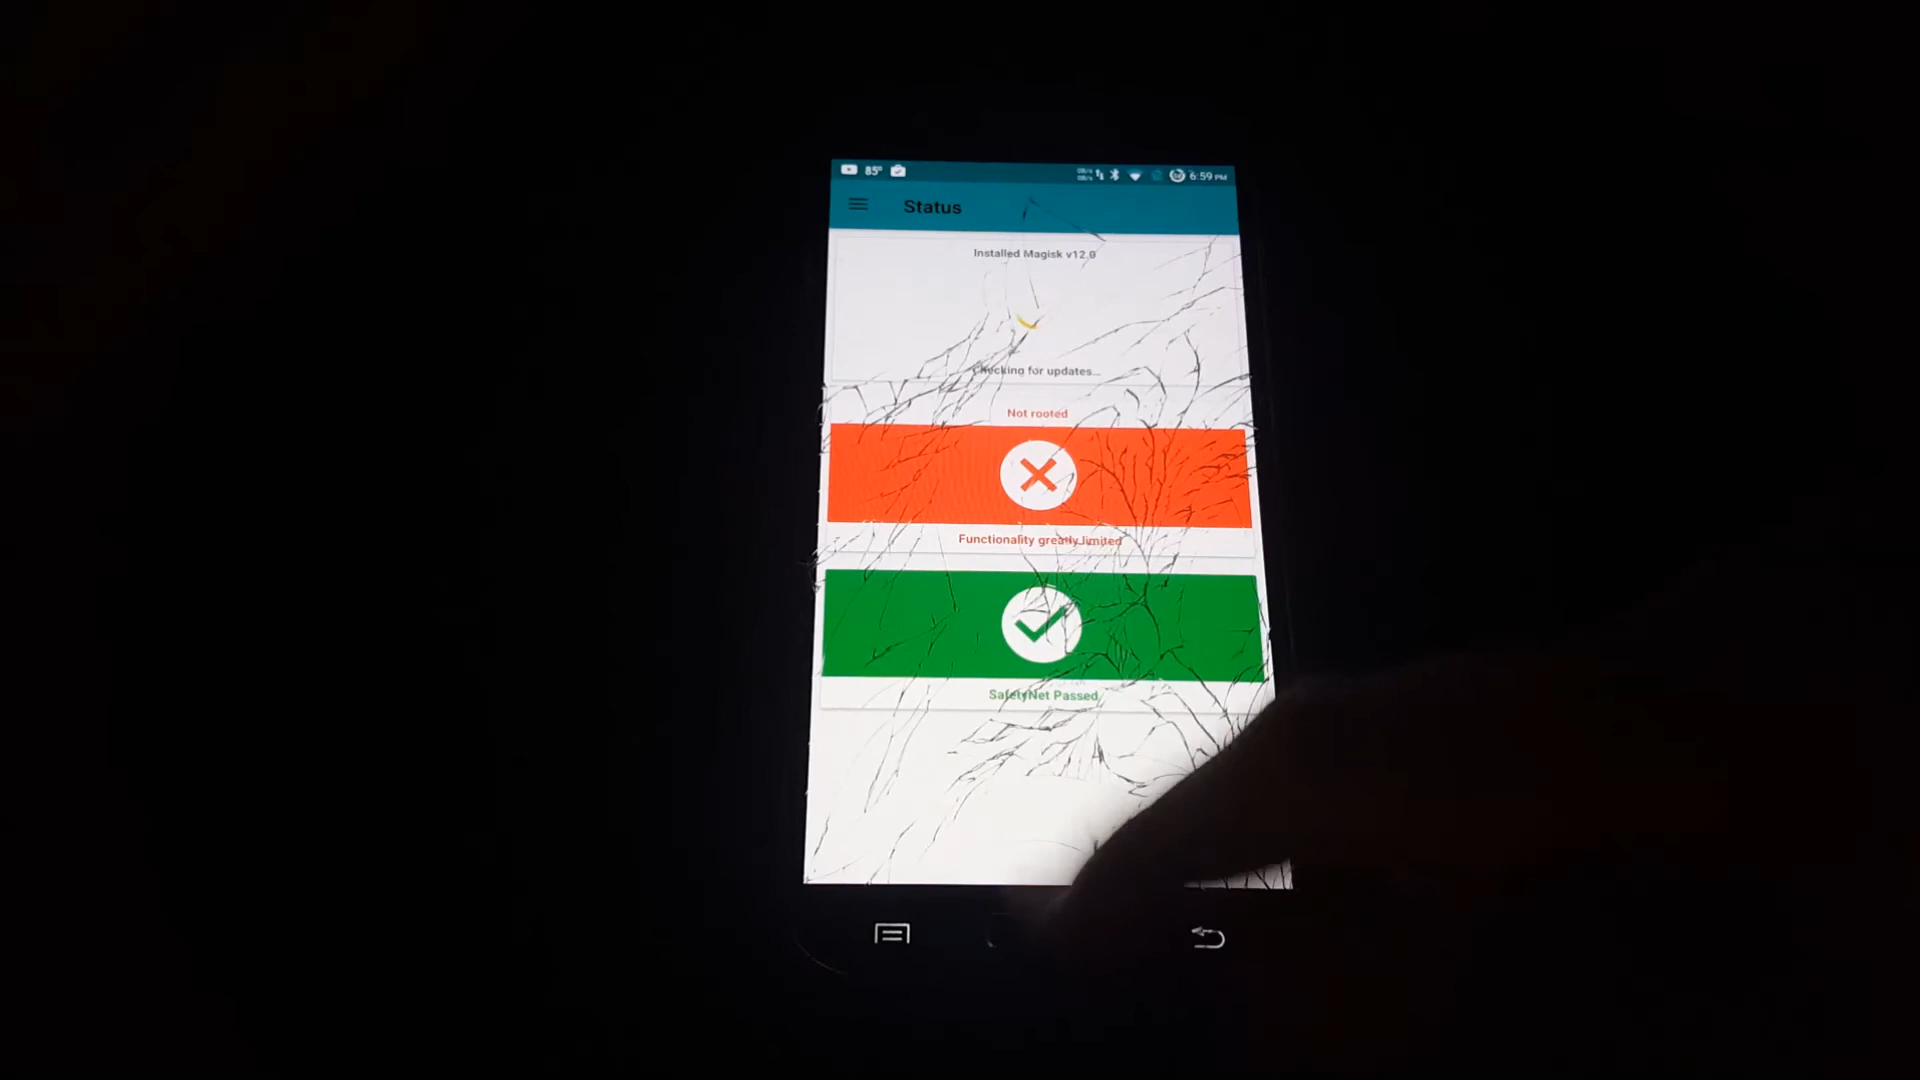 85° 6:59 PM
Status
Installed Magisk v12.0
Checking for updates...
Not rooted
Functionality greatly limited
SafetyNet Passed